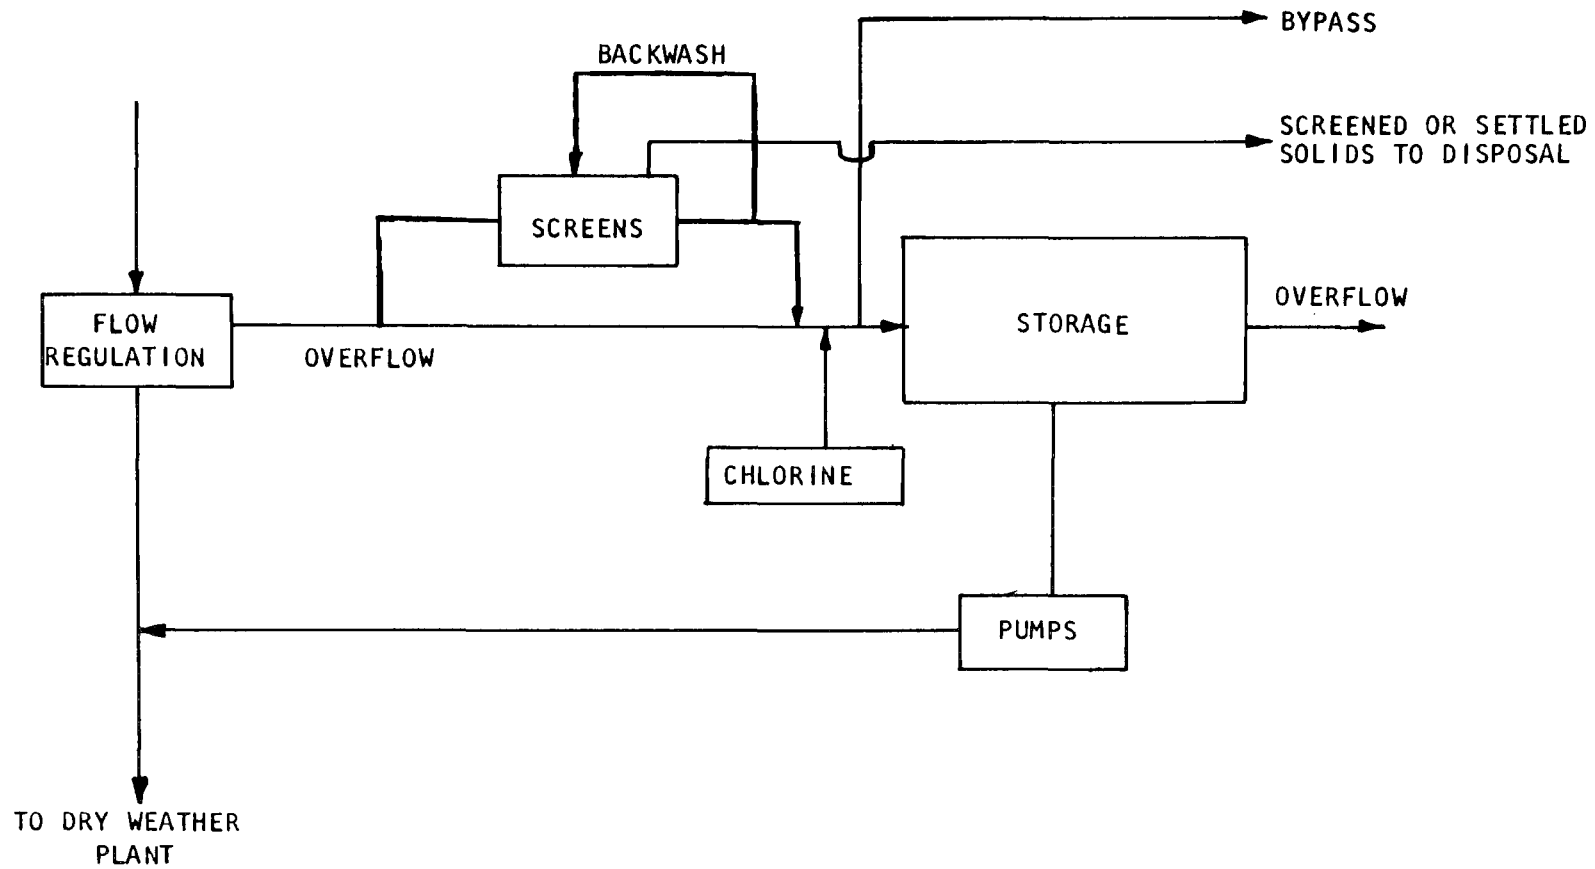 BYPASS
BACKWASH
SCREENED OR SETTLED
SOLIDS TO DISPOSAL
SCREENS
OVERFLOW
FLOW
REGULATION
STORAGE
OVERFLOW
CHLORINE
PUMPS
TO DRY WEATHER
PLANT